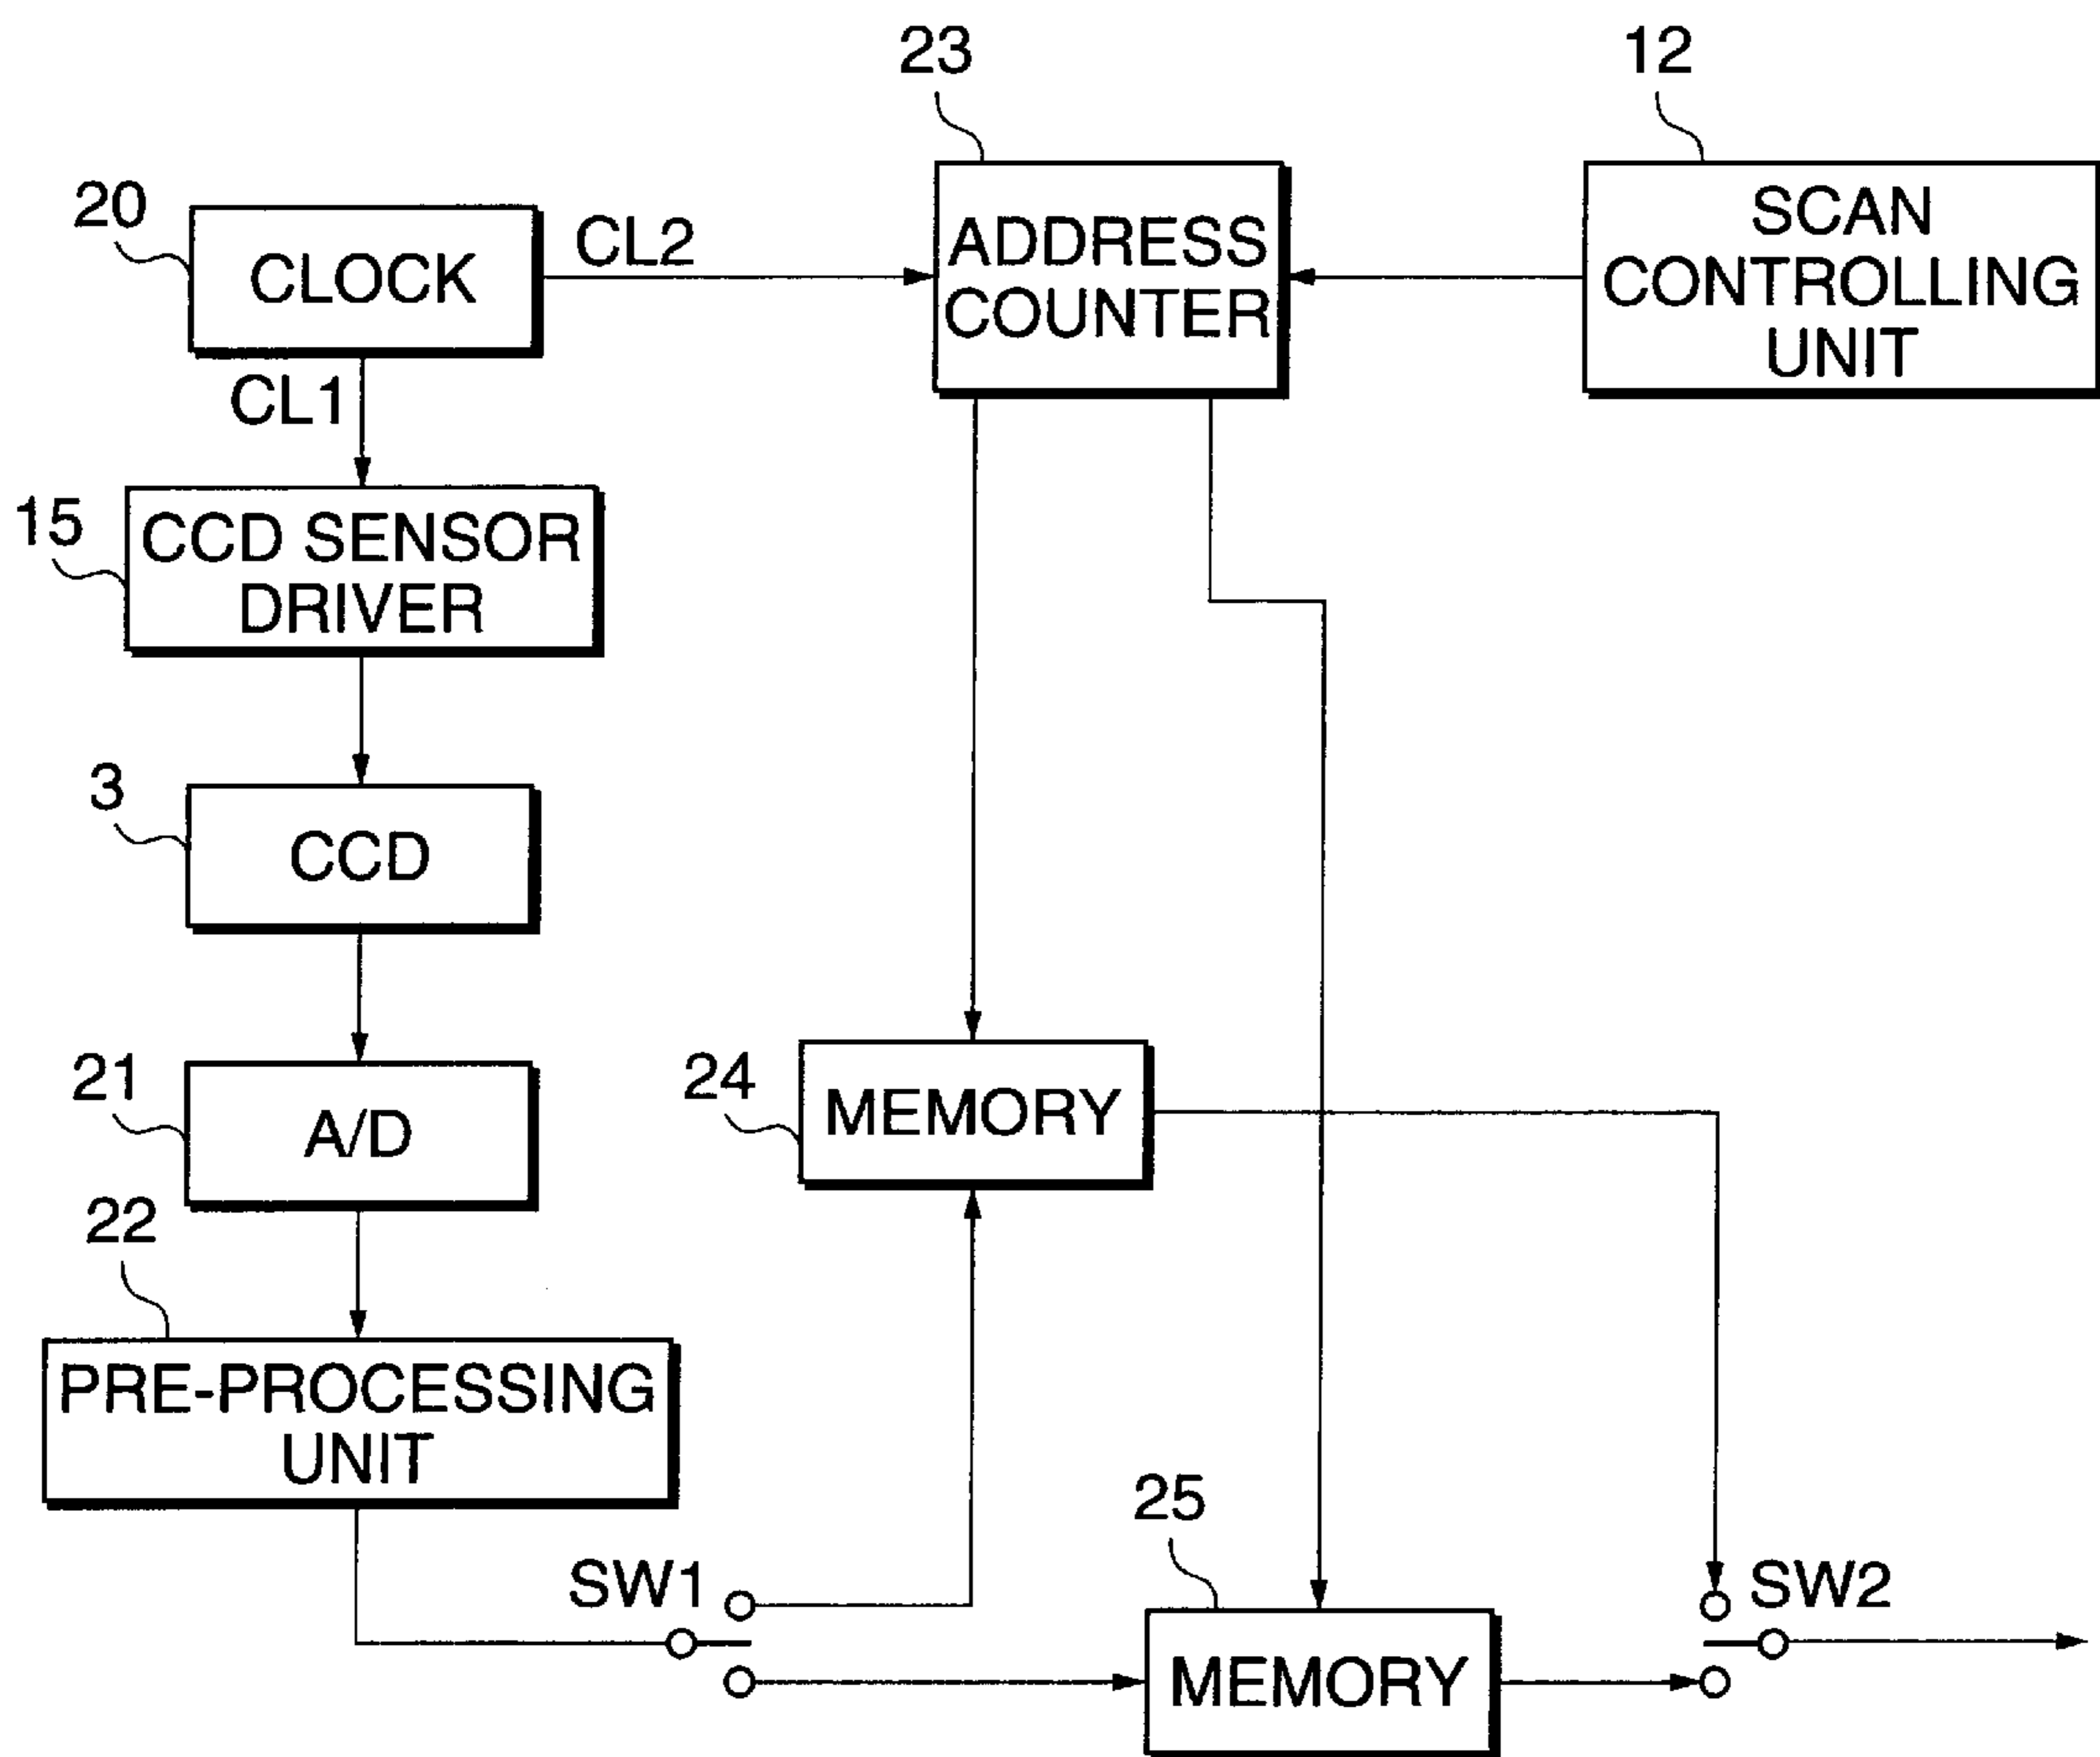 23
12
20
CLOCK
CL2
ADDRESS
COUNTER
SCAN
CONTROLLING
UNIT
CL1
15
CCD SENSOR
DRIVER
3
CCD
21
A/D
24
MEMORY
22
PRE-PROCESSING
UNIT
25
SW1
MEMORY
SW2